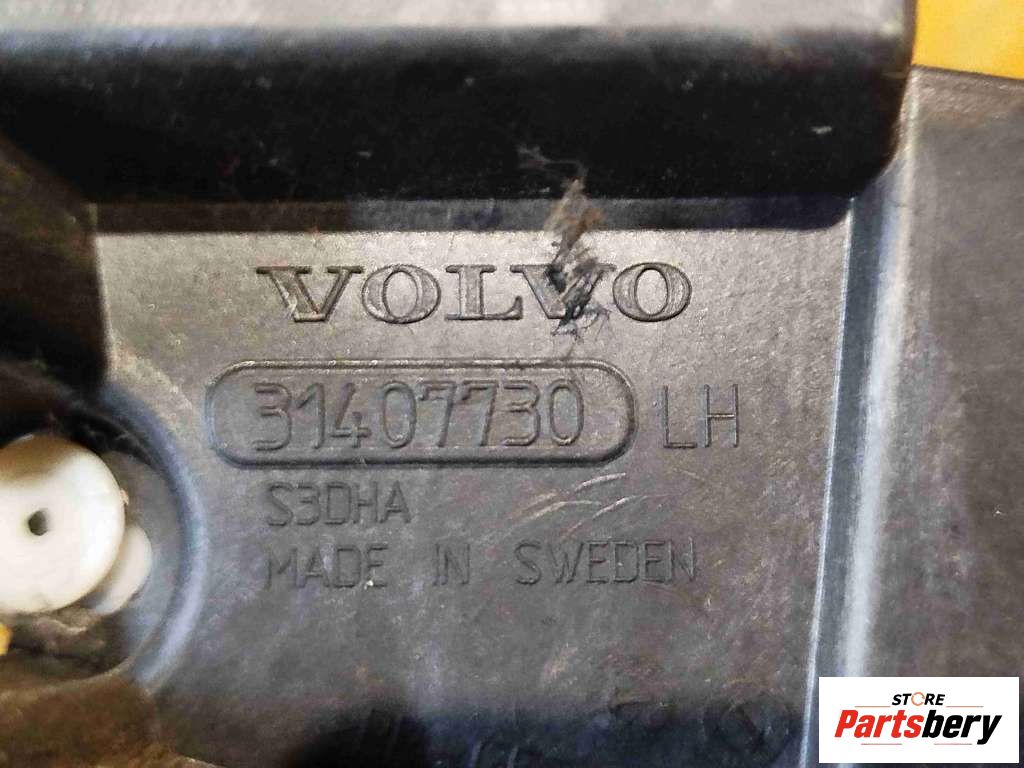 VOLVO
31407730 LH
S3DHA
MADE IN SWEDEN
STORE
Partsbery